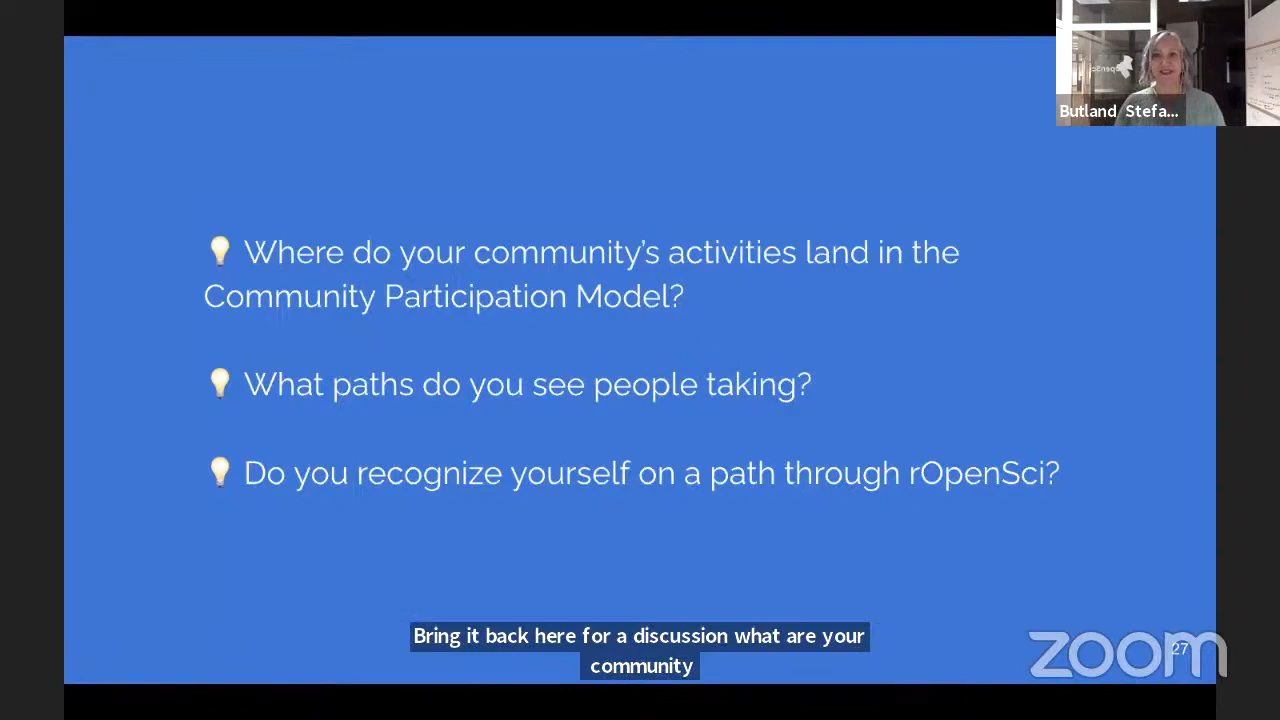 Butland Stefa...
💡 Where do your community's activities land in the
Community Participation Model?
💡 What paths do you see people taking?
💡 Do you recognize yourself on a path through rOpenSci?
Bring it back here for a discussion what are your
community
zoom
27